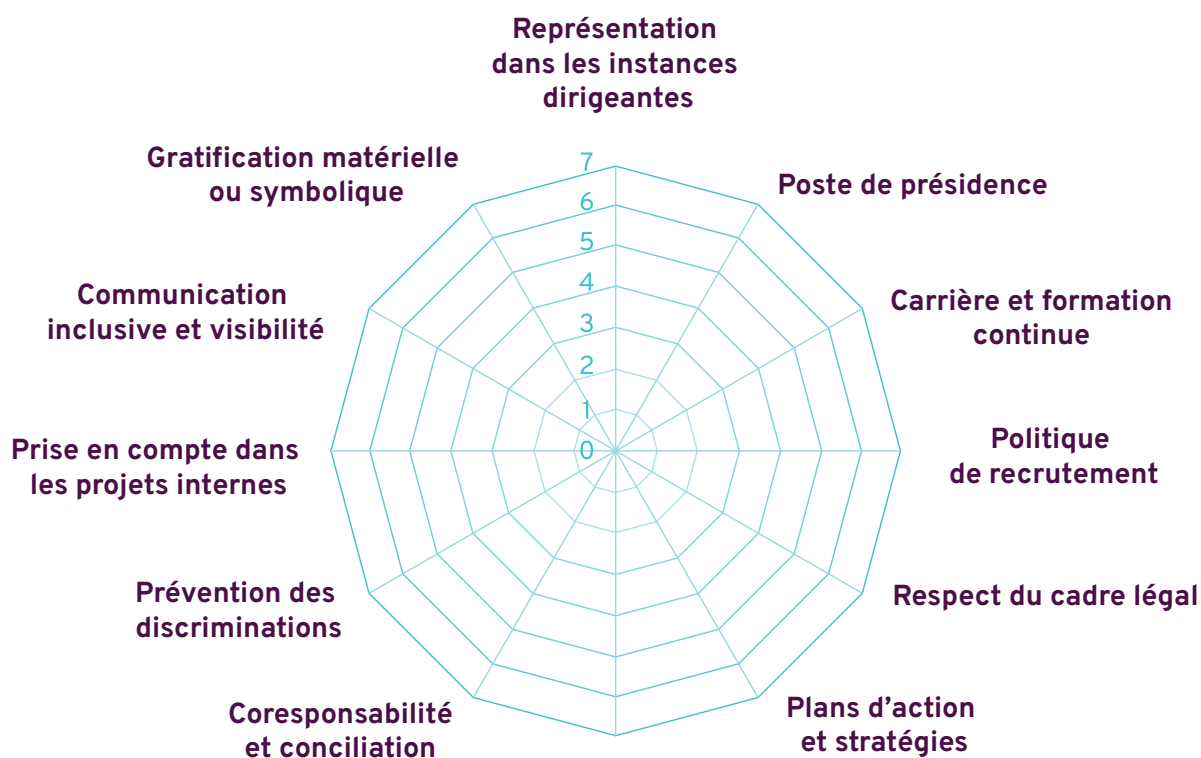 Représentation
dans les instances
dirigeantes
Gratification matérielle
ou symbolique
Poste de présidence
Communication
inclusive et visibilité
Carrière et formation
continue
Prise en compte dans
les projets internes
Politique
de recrutement
Prévention des
discriminations
Respect du cadre légal
Coresponsabilité
et conciliation
Plans d’action
et stratégies
7
6
5
4
3
2
1
0